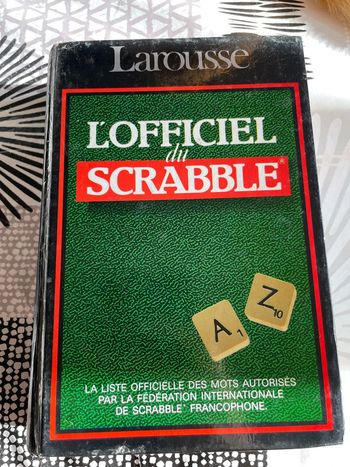 Larousse
L'OFFICIEL
du
SCRABBLE®
Z10
A1
LA LISTE OFFICIELLE DES MOTS AUTORISÉS
PAR LA FÉDÉRATION INTERNATIONALE
DE SCRABBLE® FRANCOPHONE.